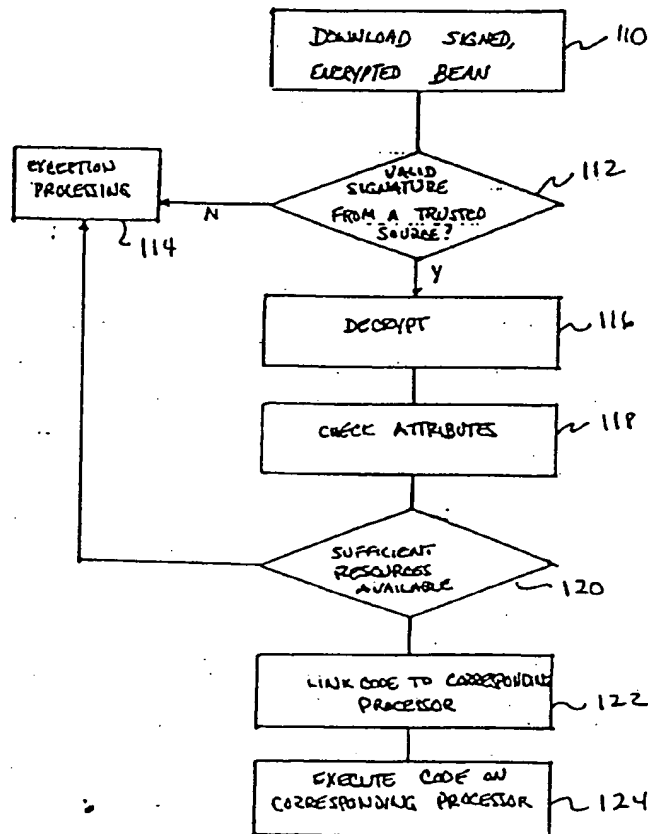 DOWNLOAD SIGNED,
ENCRYPTED BEAN
110
VALID
SIGNATURE
FROM A TRUSTED
SOURCE?
112
EXCEPTION
PROCESSING
114
N
Y
DECRYPT
116
CHECK ATTRIBUTES
118
SUFFICIENT
RESOURCES
AVAILABLE
120
LINK CODE TO CORRESPONDING
PROCESSOR
122
EXECUTE CODE ON
CORRESPONDING PROCESSOR
124